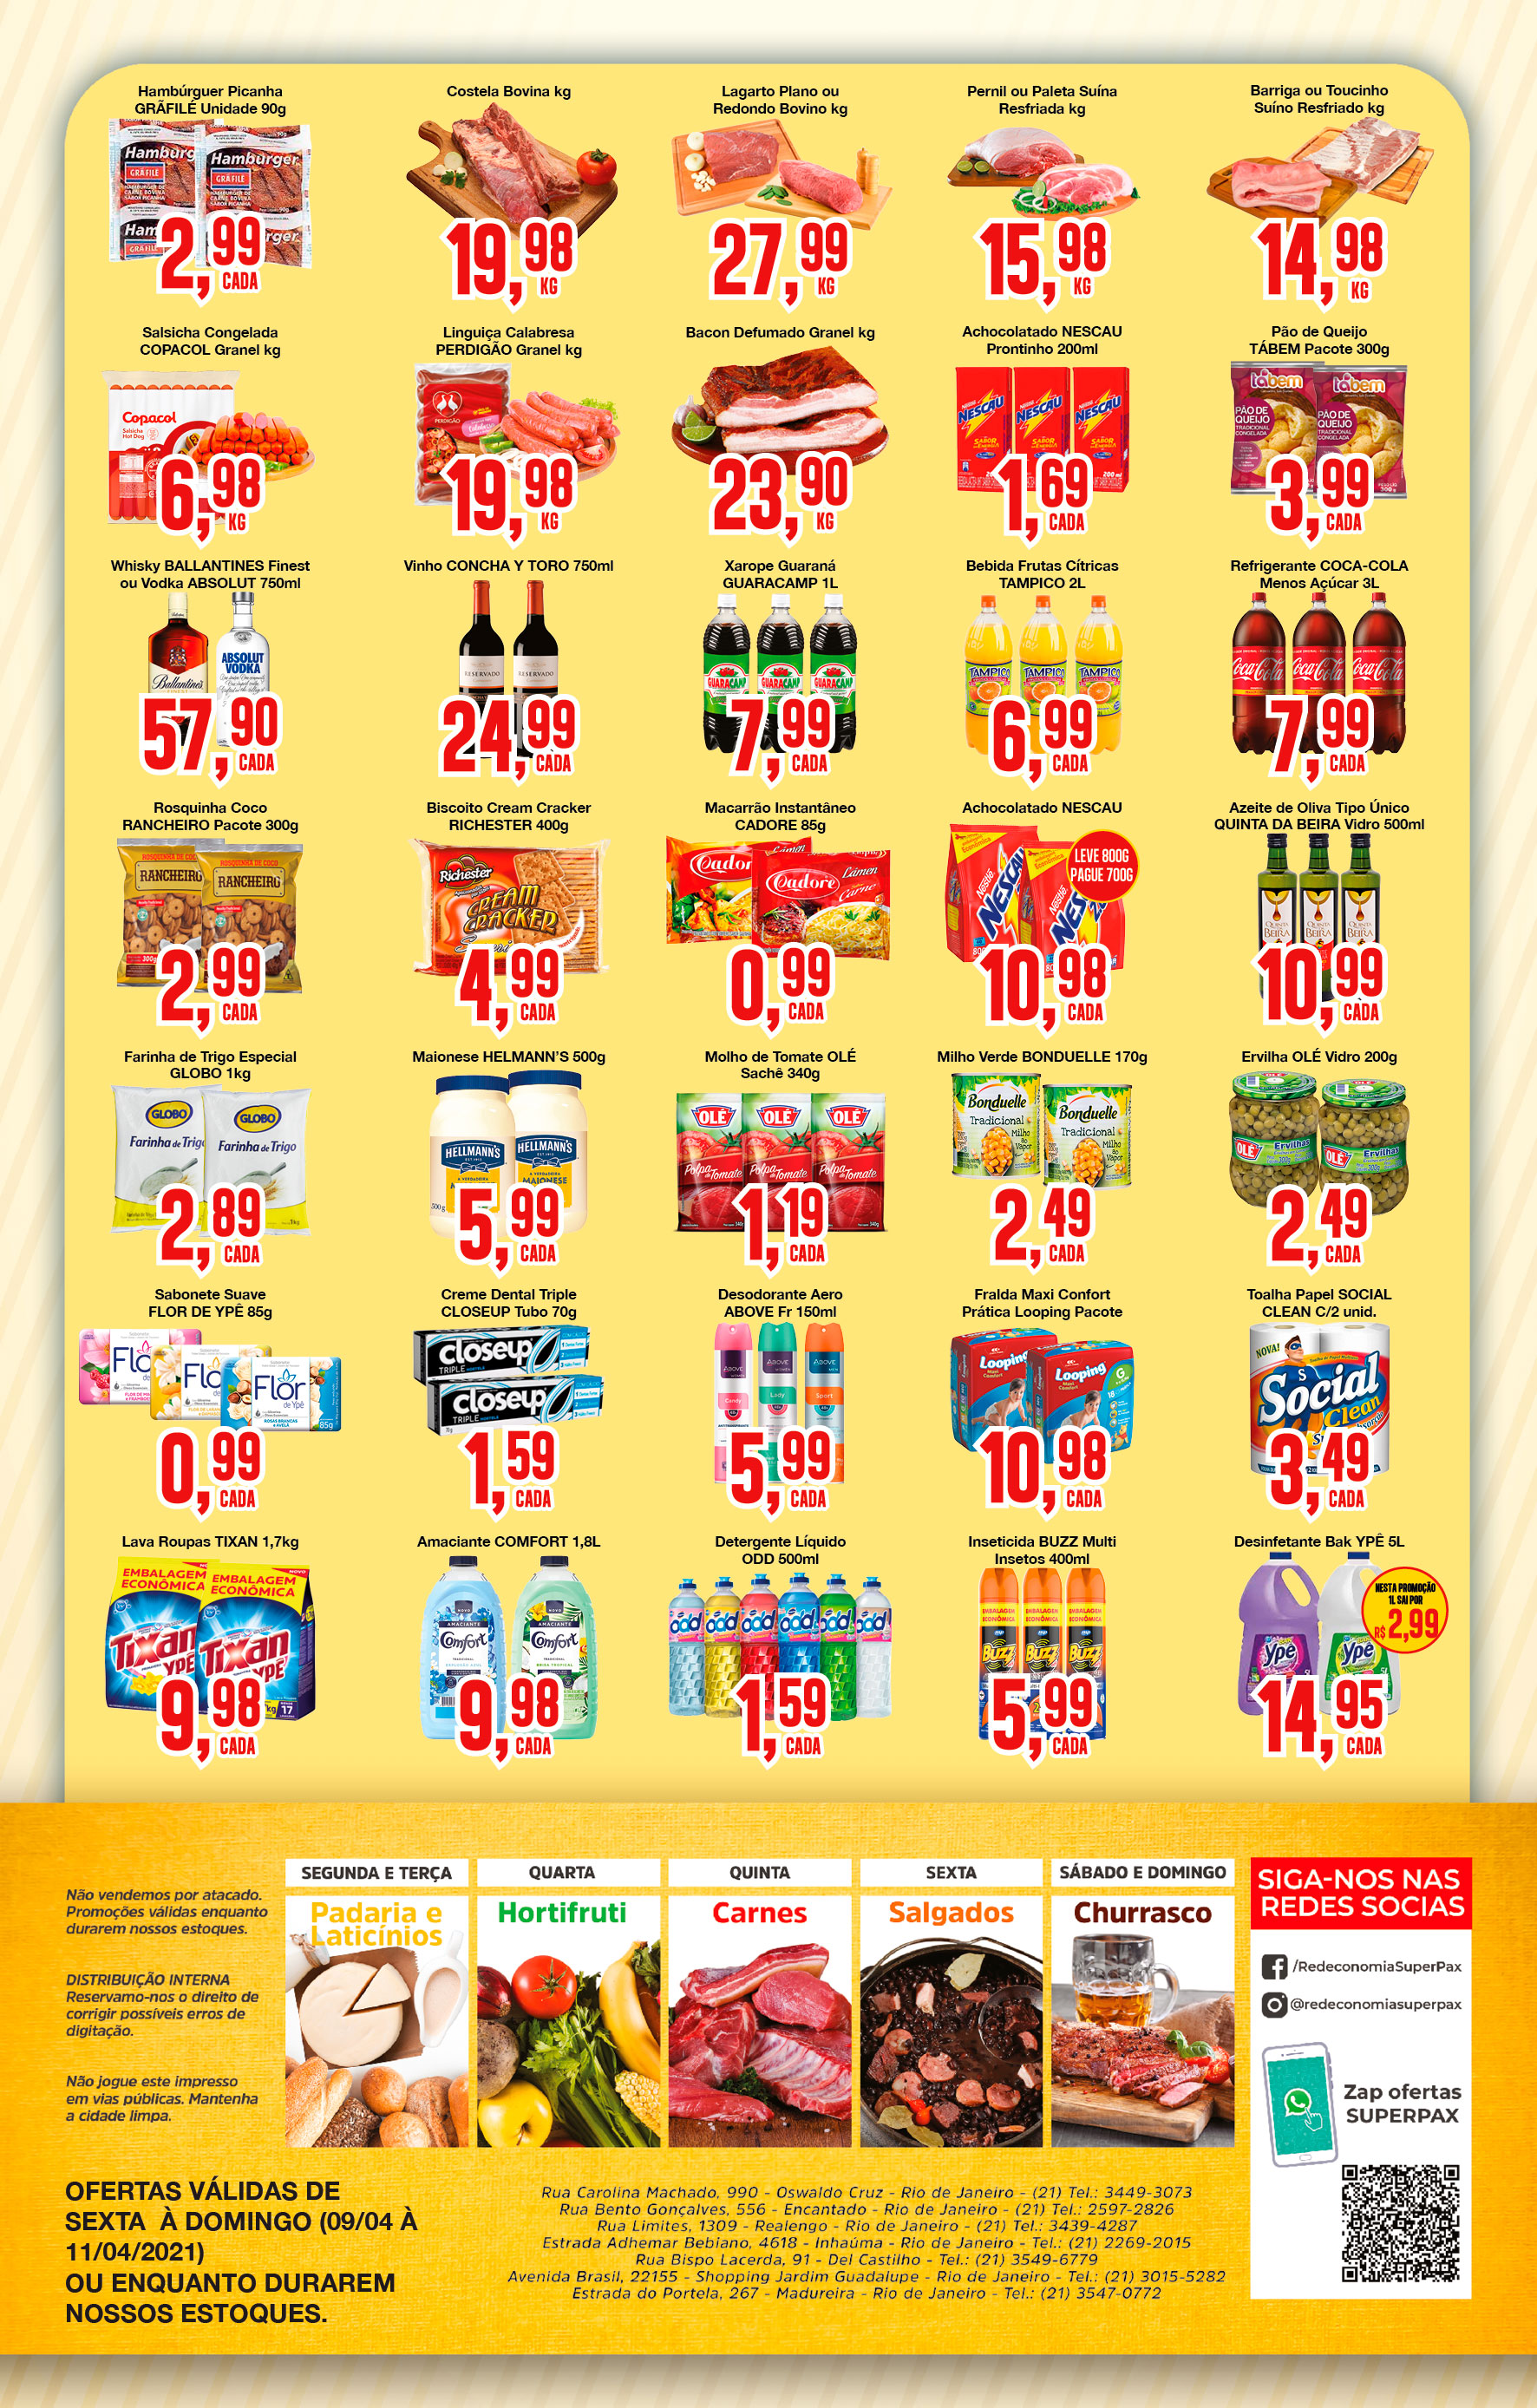 Hambúrguer Picanha
GRÃFILÉ Unidade 90g
2,99
CADA
Costela Bovina kg
19,98
KG
Lagarto Plano ou
Redondo Bovino kg
27,99
KG
Pernil ou Paleta Suína
Resfriada kg
15,98
KG
Barriga ou Toucinho
Suíno Resfriado kg
14,98
KG
Salsicha Congelada
COPACOL Granel kg
6,98
KG
Linguiça Calabresa
PERDIGÃO Granel kg
19,98
KG
Bacon Defumado Granel kg
23,90
KG
Achocolatado NESCAU
Prontinho 200ml
1,69
CADA
Pão de Queijo
TÁBEM Pacote 300g
3,99
CADA
Whisky BALLANTINES Finest
ou Vodka ABSOLUT 750ml
57,90
CADA
Vinho CONCHA Y TORO 750ml
24,99
CADA
Xarope Guaraná
GUARACAMP 1L
7,99
CADA
Bebida Frutas Cítricas
TAMPICO 2L
6,99
CADA
Refrigerante COCA-COLA
Menos Açúcar 3L
7,99
CADA
Rosquinha Coco
RANCHEIRO Pacote 300g
2,99
CADA
Biscoito Cream Cracker
RICHESTER 400g
4,99
CADA
Macarrão Instantâneo
CADORE 85g
0,99
CADA
Achocolatado NESCAU
LEVE 800G
PAGUE 700G
10,98
CADA
Azeite de Oliva Tipo Único
QUINTA DA BEIRA Vidro 500ml
10,99
CADA
Farinha de Trigo Especial
GLOBO 1kg
2,89
CADA
Maionese HELMANN'S 500g
5,99
CADA
Molho de Tomate OLÉ
Sachê 340g
1,19
CADA
Milho Verde BONDUELLE 170g
2,49
CADA
Ervilha OLÉ Vidro 200g
2,49
CADA
Sabonete Suave
FLOR DE YPÊ 85g
0,99
CADA
Creme Dental Triple
CLOSEUP Tubo 70g
1,59
CADA
Desodorante Aero
ABOVE Fr 150ml
5,99
CADA
Fralda Maxi Confort
Prática Looping Pacote
10,98
CADA
Toalha Papel SOCIAL
CLEAN C/2 unid.
3,49
CADA
Lava Roupas TIXAN 1,7kg
9,98
CADA
Amaciante COMFORT 1,8L
9,98
CADA
Detergente Líquido
ODD 500ml
1,59
CADA
Inseticida BUZZ Multi
Insetos 400ml
5,99
CADA
Desinfetante Bak YPÊ 5L
NESTA PROMOÇÃO
1L SAI POR
R$ 2,99
14,95
CADA
Não vendemos por atacado.
Promoções válidas enquanto
durarem nossos estoques.
DISTRIBUIÇÃO INTERNA
Reservamo-nos o direito de
corrigir possíveis erros de
digitação.
Não jogue este impresso
em vias públicas. Mantenha
a cidade limpa.
SEGUNDA E TERÇA
Padaria e
Laticínios
QUARTA
Hortifruti
QUINTA
Carnes
SEXTA
Salgados
SÁBADO E DOMINGO
Churrasco
SIGA-NOS NAS
REDES SOCIAS
/RedeconomiaSuperPax
@redeconomiasuperpax
Zap ofertas
SUPERPAX
OFERTAS VÁLIDAS DE
SEXTA À DOMINGO (09/04 À
11/04/2021)
OU ENQUANTO DURAREM
NOSSOS ESTOQUES.
Rua Carolina Machado, 990 - Oswaldo Cruz - Rio de Janeiro - (21) Tel.: 3449-3073
Rua Bento Gonçalves, 556 - Encantado - Rio de Janeiro - (21) Tel.: 2597-2826
Rua Limites, 1309 - Realengo - Rio de Janeiro - (21) Tel.: 3439-4287
Estrada Adhemar Bebiano, 4618 - Inhaúma - Rio de Janeiro - Tel.: (21) 2269-2015
Rua Bispo Lacerda, 91 - Del Castilho - Tel.: (21) 3549-6779
Avenida Brasil, 22155 - Shopping Jardim Guadalupe - Rio de Janeiro - Tel.: (21) 3015-5282
Estrada do Portela, 267 - Madureira - Rio de Janeiro - Tel.: (21) 3547-0772